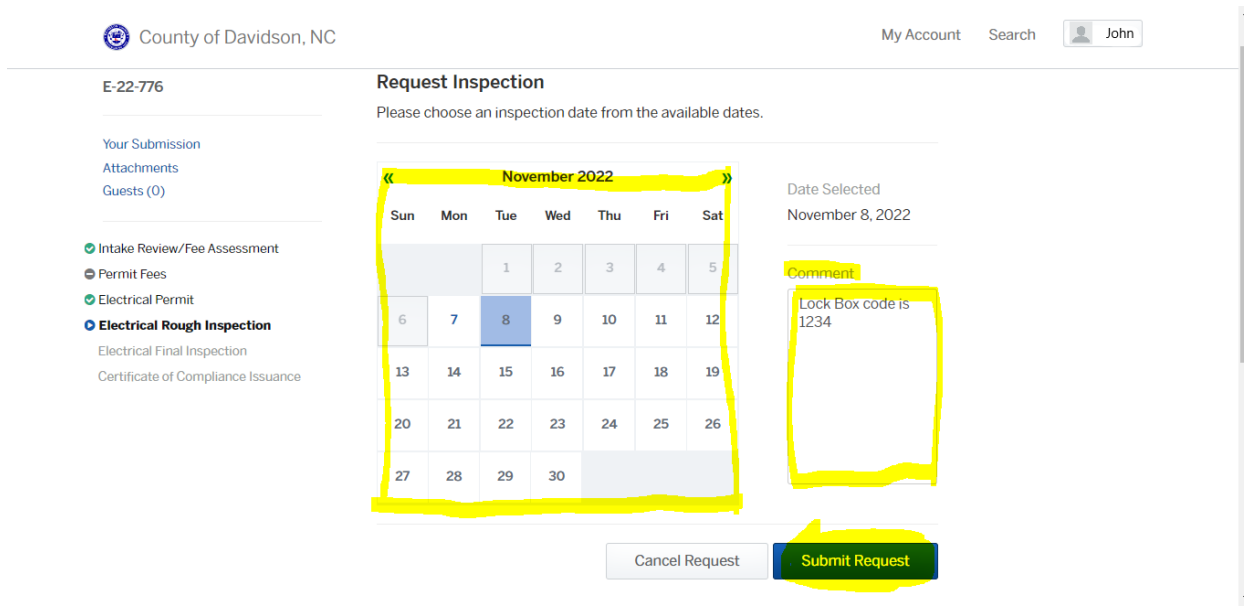 County of Davidson, NC
My Account Search John
E-22-776
Your Submission
Attachments
Guests (0)
Intake Review/Fee Assessment
Permit Fees
Electrical Permit
Electrical Rough Inspection
Electrical Final Inspection
Certificate of Compliance Issuance
Request Inspection
Please choose an inspection date from the available dates.
« November 2022 »
Sun Mon Tue Wed Thu Fri Sat
1 2 3 4 5
6 7 8 9 10 11 12
13 14 15 16 17 18 19
20 21 22 23 24 25 26
27 28 29 30
Date Selected
November 8, 2022
Comment
Lock Box code is
1234
Cancel Request Submit Request